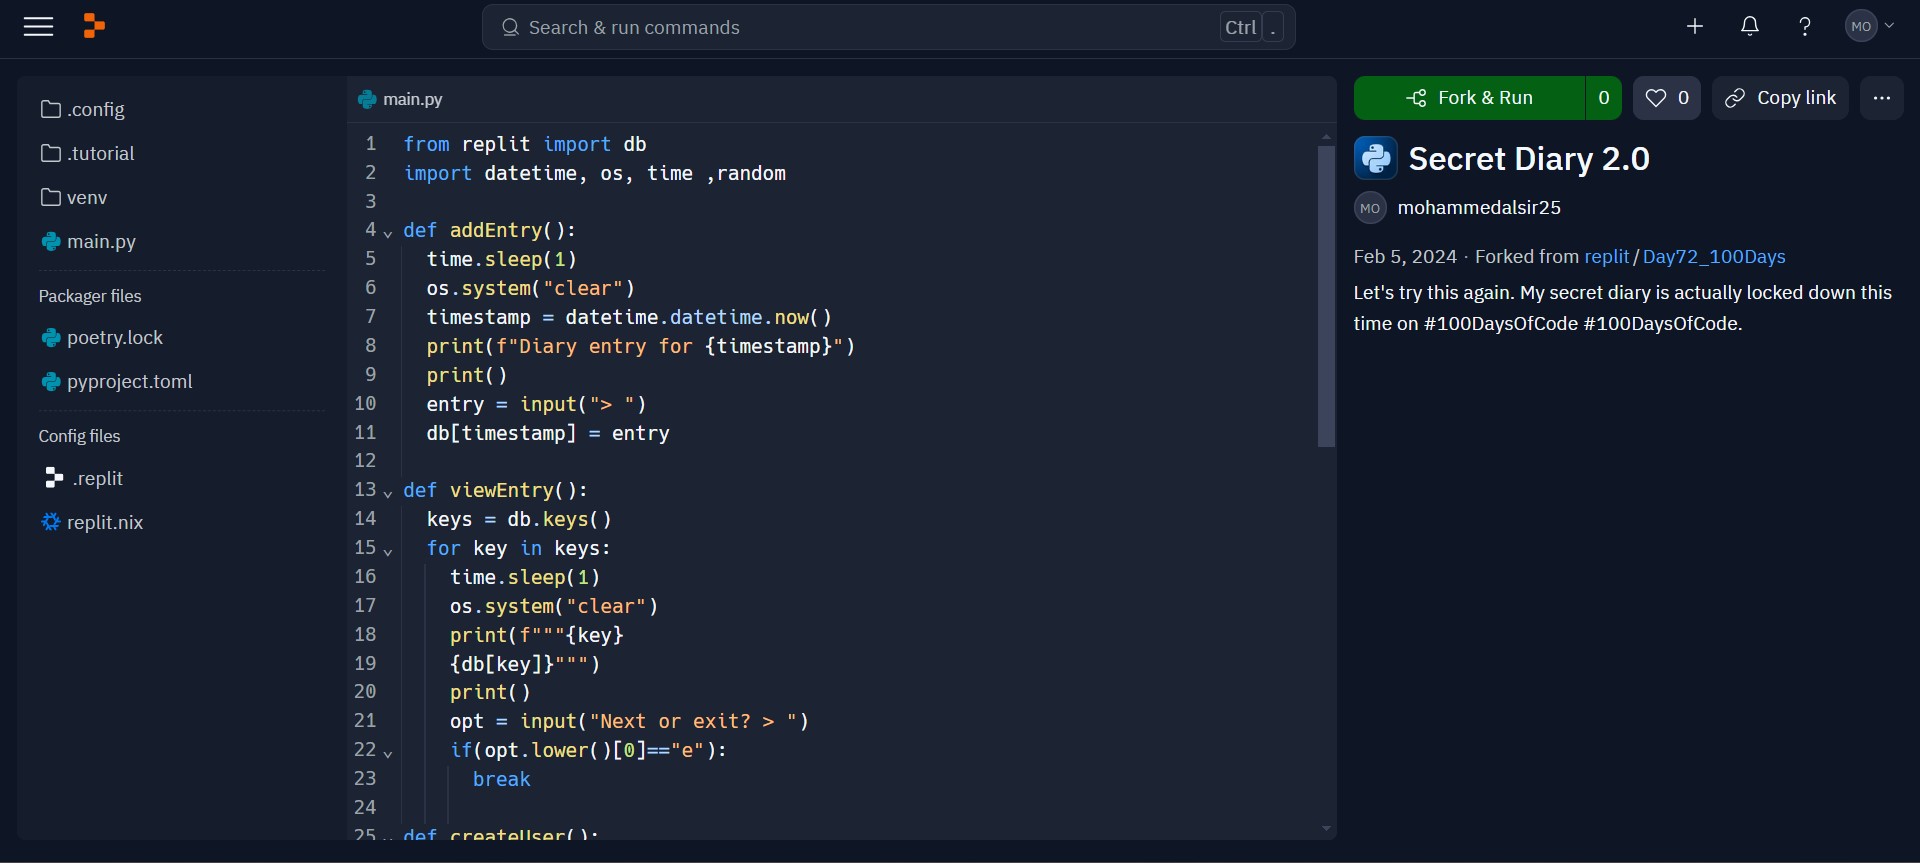 Search & run commands
Ctrl .
MO
.config
.tutorial
venv
main.py
Packager files
poetry.lock
pyproject.toml
Config files
.replit
replit.nix
main.py
1 from replit import db
2 import datetime, os, time ,random
3
4 def addEntry():
5 time.sleep(1)
6 os.system("clear")
7 timestamp = datetime.datetime.now()
8 print(f"Diary entry for {timestamp}")
9 print()
10 entry = input("> ")
11 db[timestamp] = entry
12
13 def viewEntry():
14 keys = db.keys()
15 for key in keys:
16 time.sleep(1)
17 os.system("clear")
18 print(f"""{key}
19 {db[key]}""")
20 print()
21 opt = input("Next or exit? > ")
22 if(opt.lower()[0]=="e"):
23 break
24
25 def createUser():
Fork & Run 0
0
Copy link
Secret Diary 2.0
MO mohammedalsir25
Feb 5, 2024 · Forked from replit/Day72_100Days
Let's try this again. My secret diary is actually locked down this
time on #100DaysOfCode #100DaysOfCode.